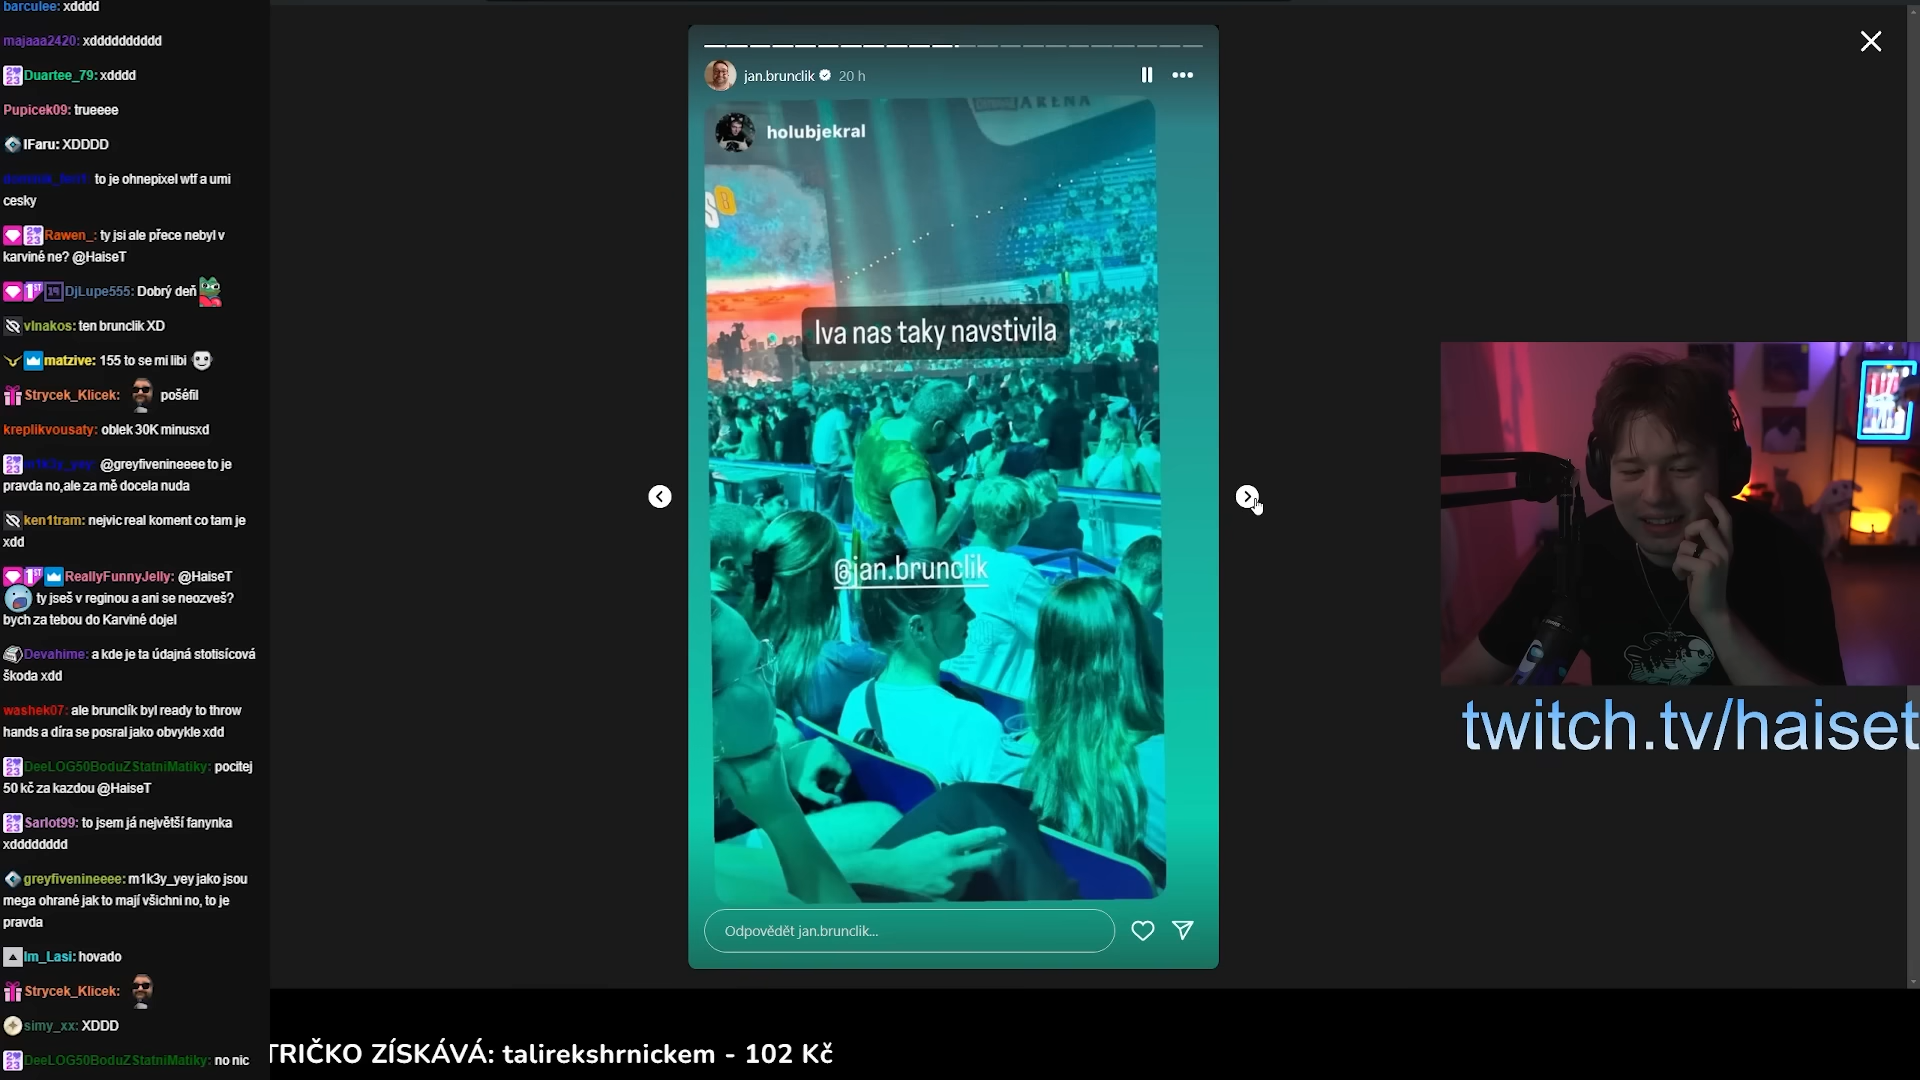 barculee: xdddd
majaaa2420: xdddddddddd
Duartee_79: xdddd
Pupicek09: trueeee
IFaru: XDDDD
to je ohnepixel wtf a umi
cesky
Rawen_: ty jsi ale přece nebyl v
karviné ne? @HaiseT
DjLupe555: Dobrý deň
vlnakos: ten brunclik XD
matzive: 155 to se mi libi
Strycek_Klicek: pošéfil
kreplikvousaty: oblek 30K minusxd
m1k3y_yey: @greyfivenineeee to je
pravda no,ale za mě docela nuda
ken1tram: nejvic real koment co tam je
xdd
ReallyFunnyJelly: @HaiseT
ty jseš v reginou a ani se neozveš?
bych za tebou do Karviné dojel
Devahime: a kde je ta údajná stotisícová
škoda xdd
washek07: ale brunclík byl ready to throw
hands a díra se posral jako obvykle xdd
DeeLOG50BoduZStatniMatiky: pocitej
50 kč za kazdou @HaiseT
Sarlot99: to jsem já největší fanynka
xdddddddd
greyfivenineeee: m1k3y_yey jako jsou
mega ohrané jak to mají všichni no, to je
pravda
Im_Lasi: hovado
Strycek_Klicek:
simy_xx: XDDD
DeeLOG50BoduZStatniMatiky: no nic
jan.brunclik 20 h
ARENA
holubjekral
Iva nas taky navstivila
@jan.brunclik
Odpovědět jan.brunclik...
twitch.tv/haiset
TRIČKO ZÍSKÁVÁ: talirekshrnickem - 102 Kč